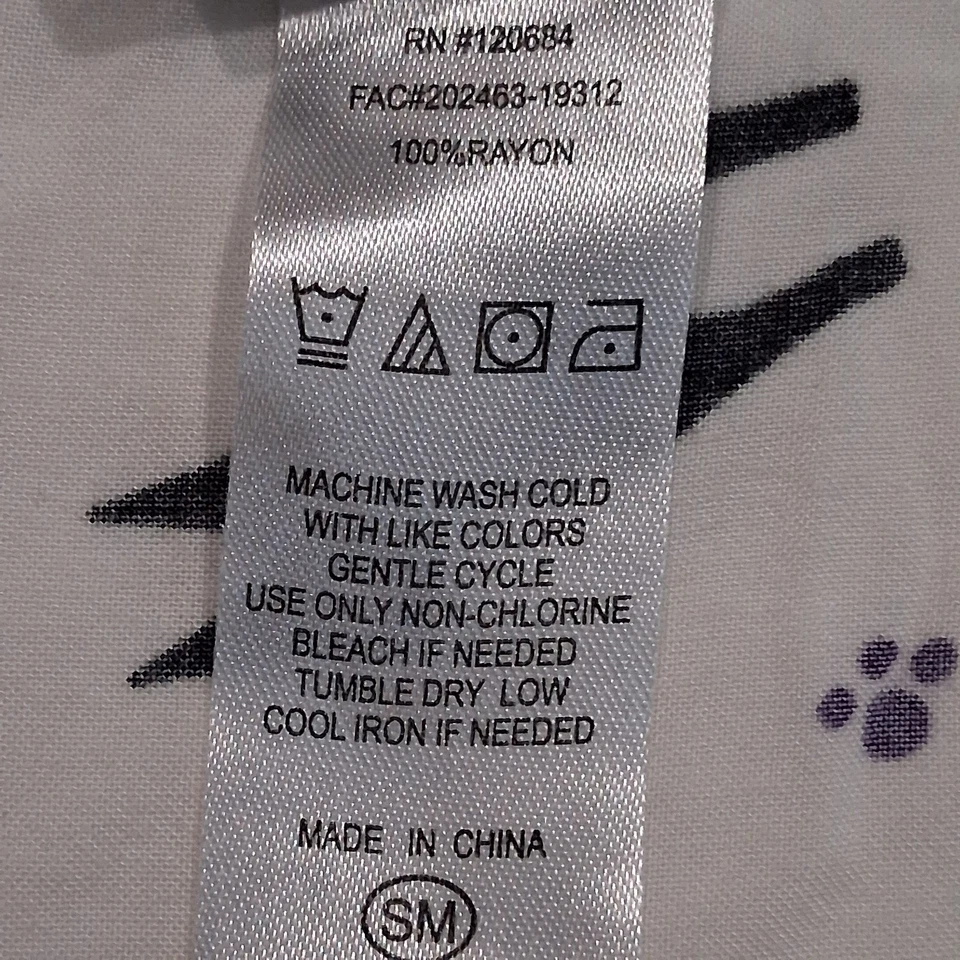 RN #120684
FAC#202463-19312
100%RAYON
MACHINE WASH COLD
WITH LIKE COLORS
GENTLE CYCLE
USE ONLY NON-CHLORINE
BLEACH IF NEEDED
TUMBLE DRY LOW
COOL IRON IF NEEDED
MADE IN CHINA
SM